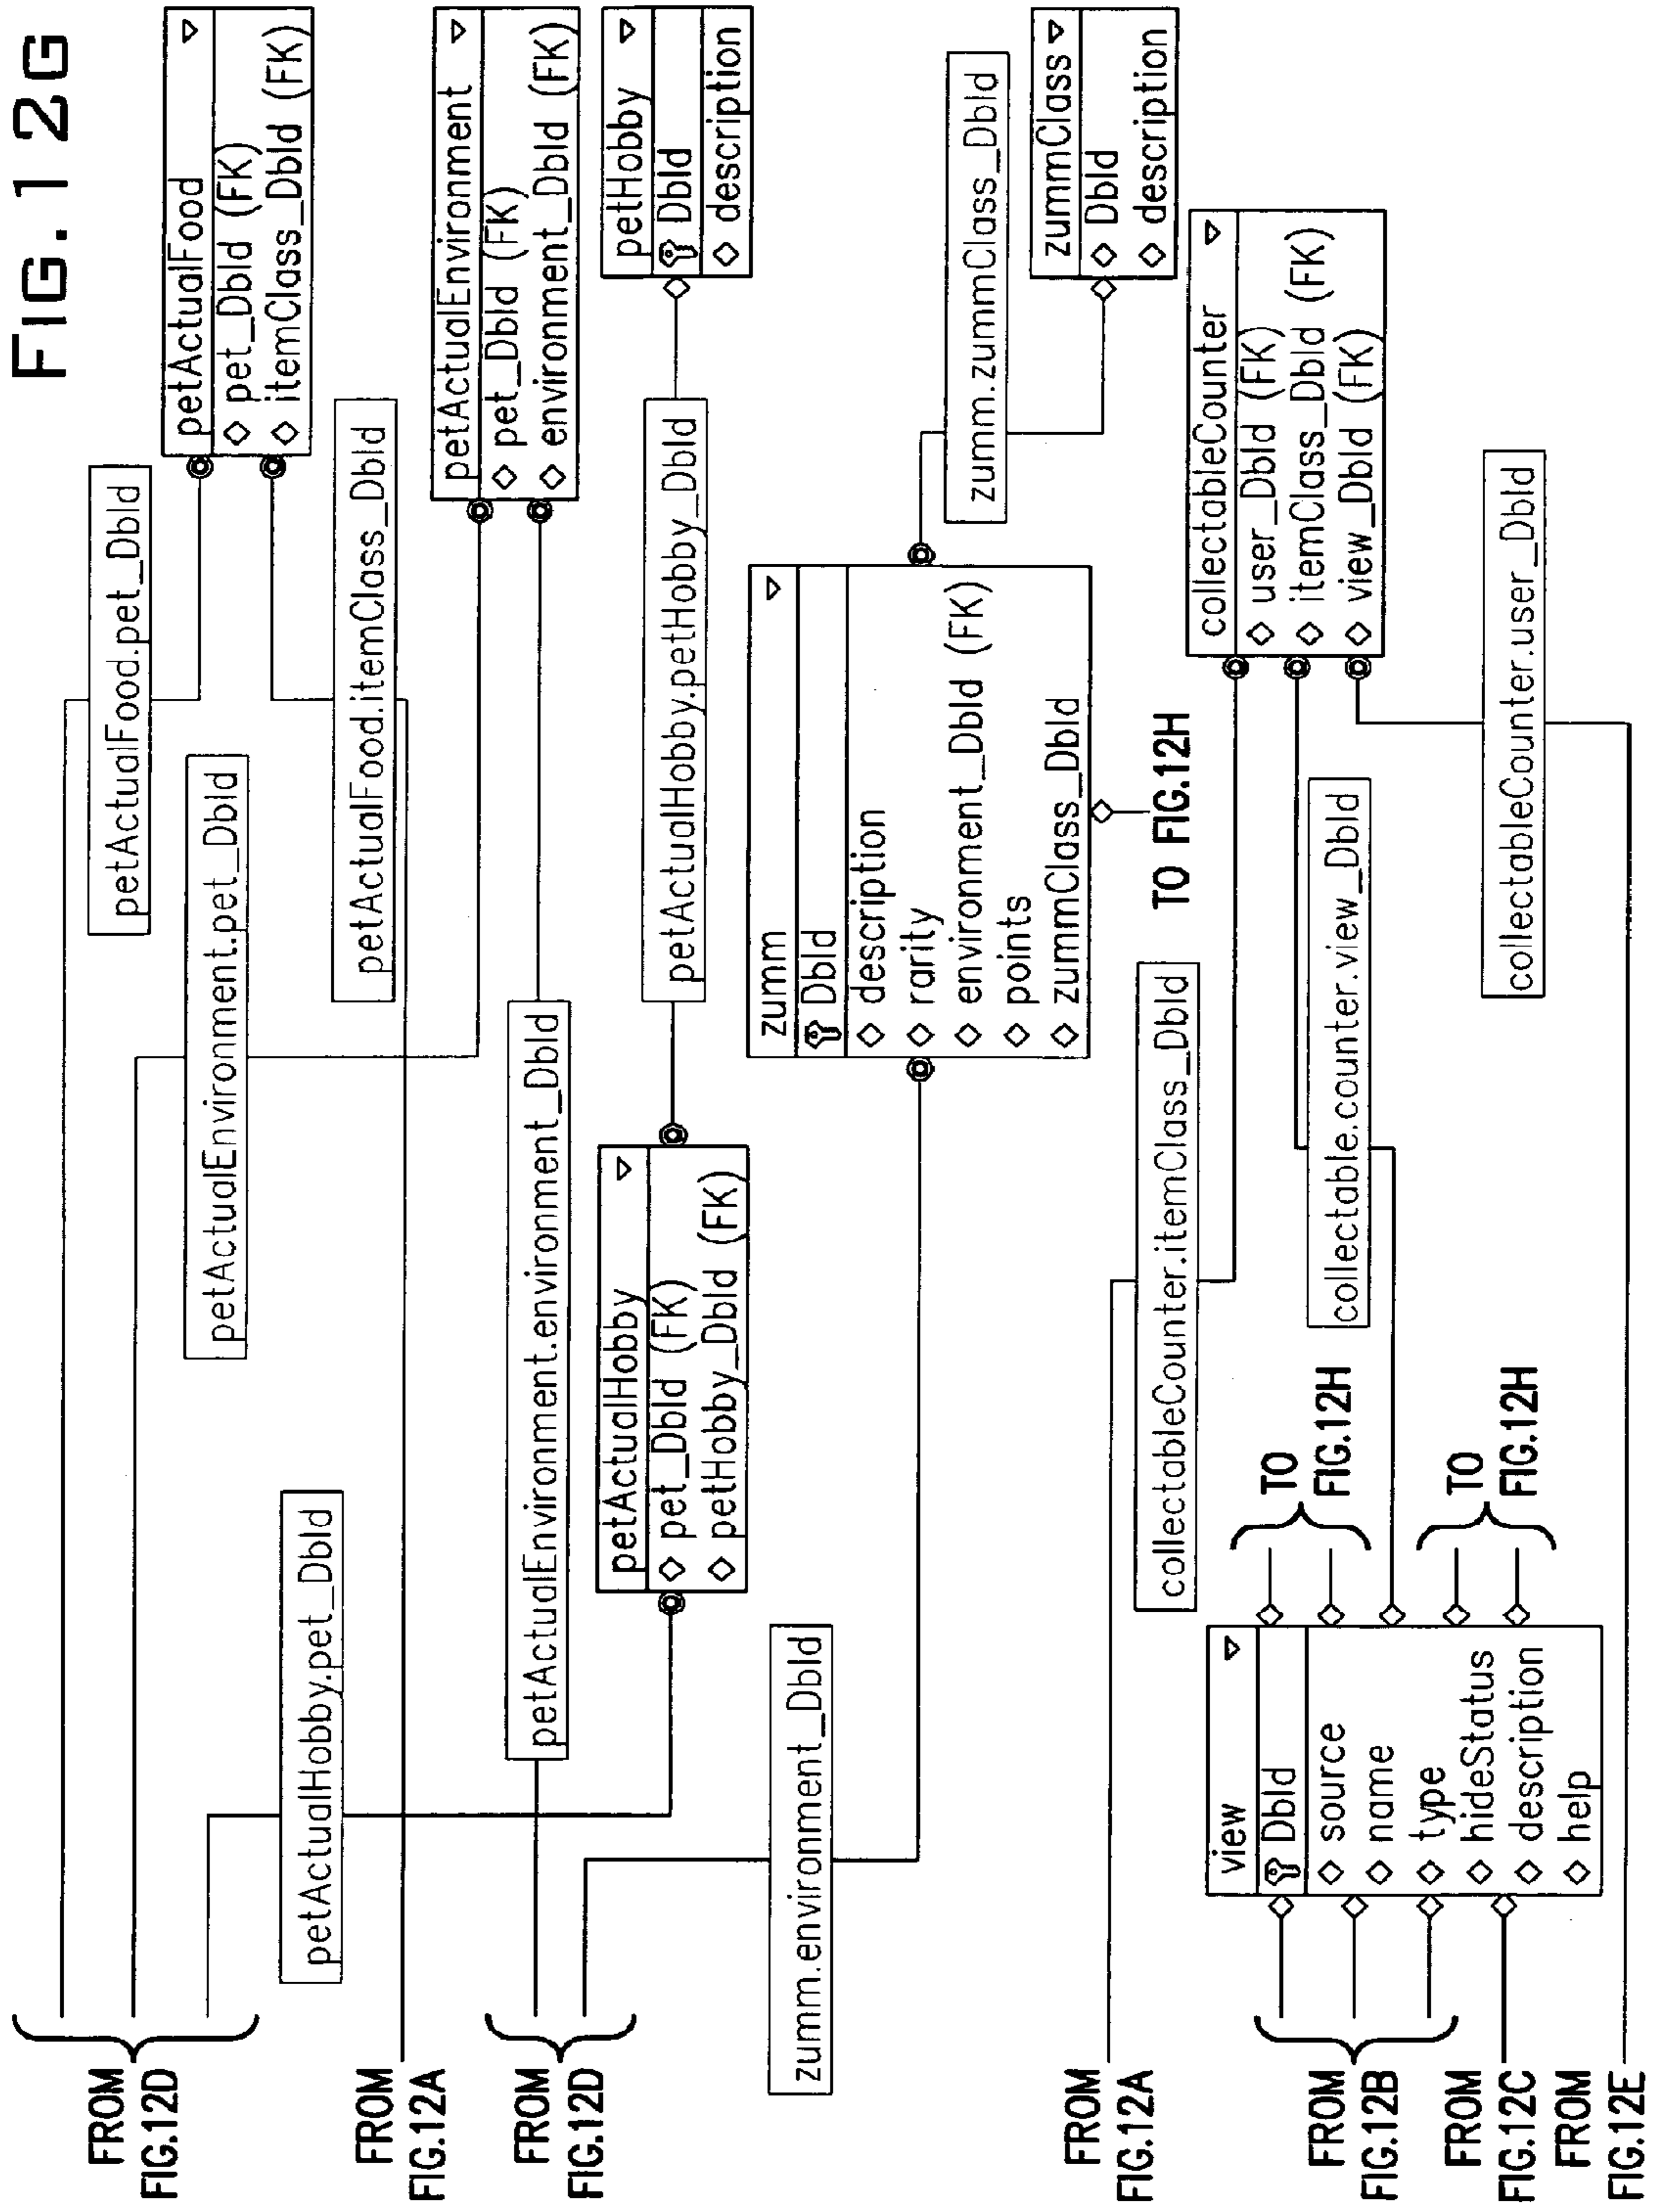 FIG.12G
FROM
FIG.12D
petActualFood.pet_DbId
petActualFood
pet_DbId (FK)
itemClass_DbId (FK)
petActualEnvironment.pet_DbId
petActualHobby.pet_DbId
petActualFood.itemClass_DbId
FROM
FIG.12A
petActualEnvironment
pet_DbId (FK)
environment_DbId (FK)
FROM
FIG.12D
petActualEnvironment.environment_DbId
petHobby
DbId
description
petActualHobby
pet_DbId (FK)
petHobby_DbId (FK)
petActualHobby.petHobby_DbId
zumm.environment_DbId
zumm
DbId
description
rarity
environment_DbId (FK)
points
zummClass_DbId
zumm.zummClass_DbId
zummClass
DbId
description
TO FIG.12H
FROM
FIG.12A
collectableCounter.itemClass_DbId
collectableCounter
user_DbId (FK)
itemClass_DbId (FK)
view_DbId (FK)
view
DbId
source
name
type
hideStatus
description
help
TO
FIG.12H
TO
FIG.12H
collectable.counter.view_DbId
FROM
FIG.12B
FROM
FIG.12C
collectableCounter.user_DbId
FROM
FIG.12E